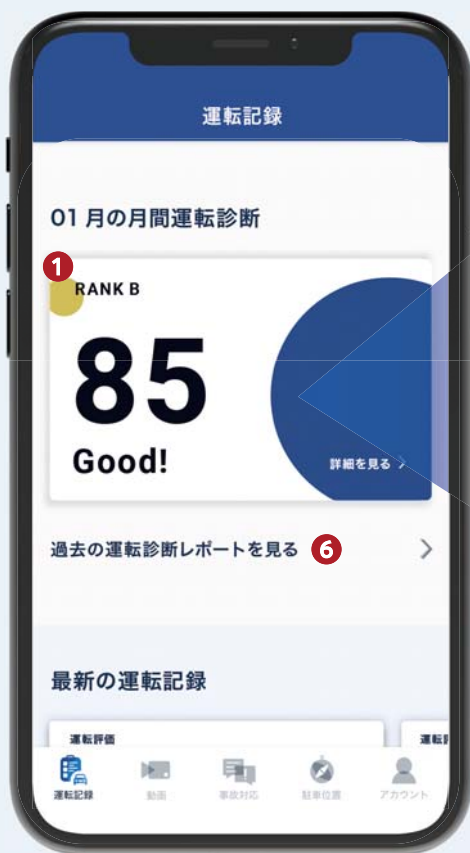 運転記録
01 月の月間運転診断
1
RANK B
85
Good!
詳細を見る
過去の運転診断レポートを見る 6
最新の運転記録
運転評価
運転記録 動画 事故対応 駐車位置 アカウント